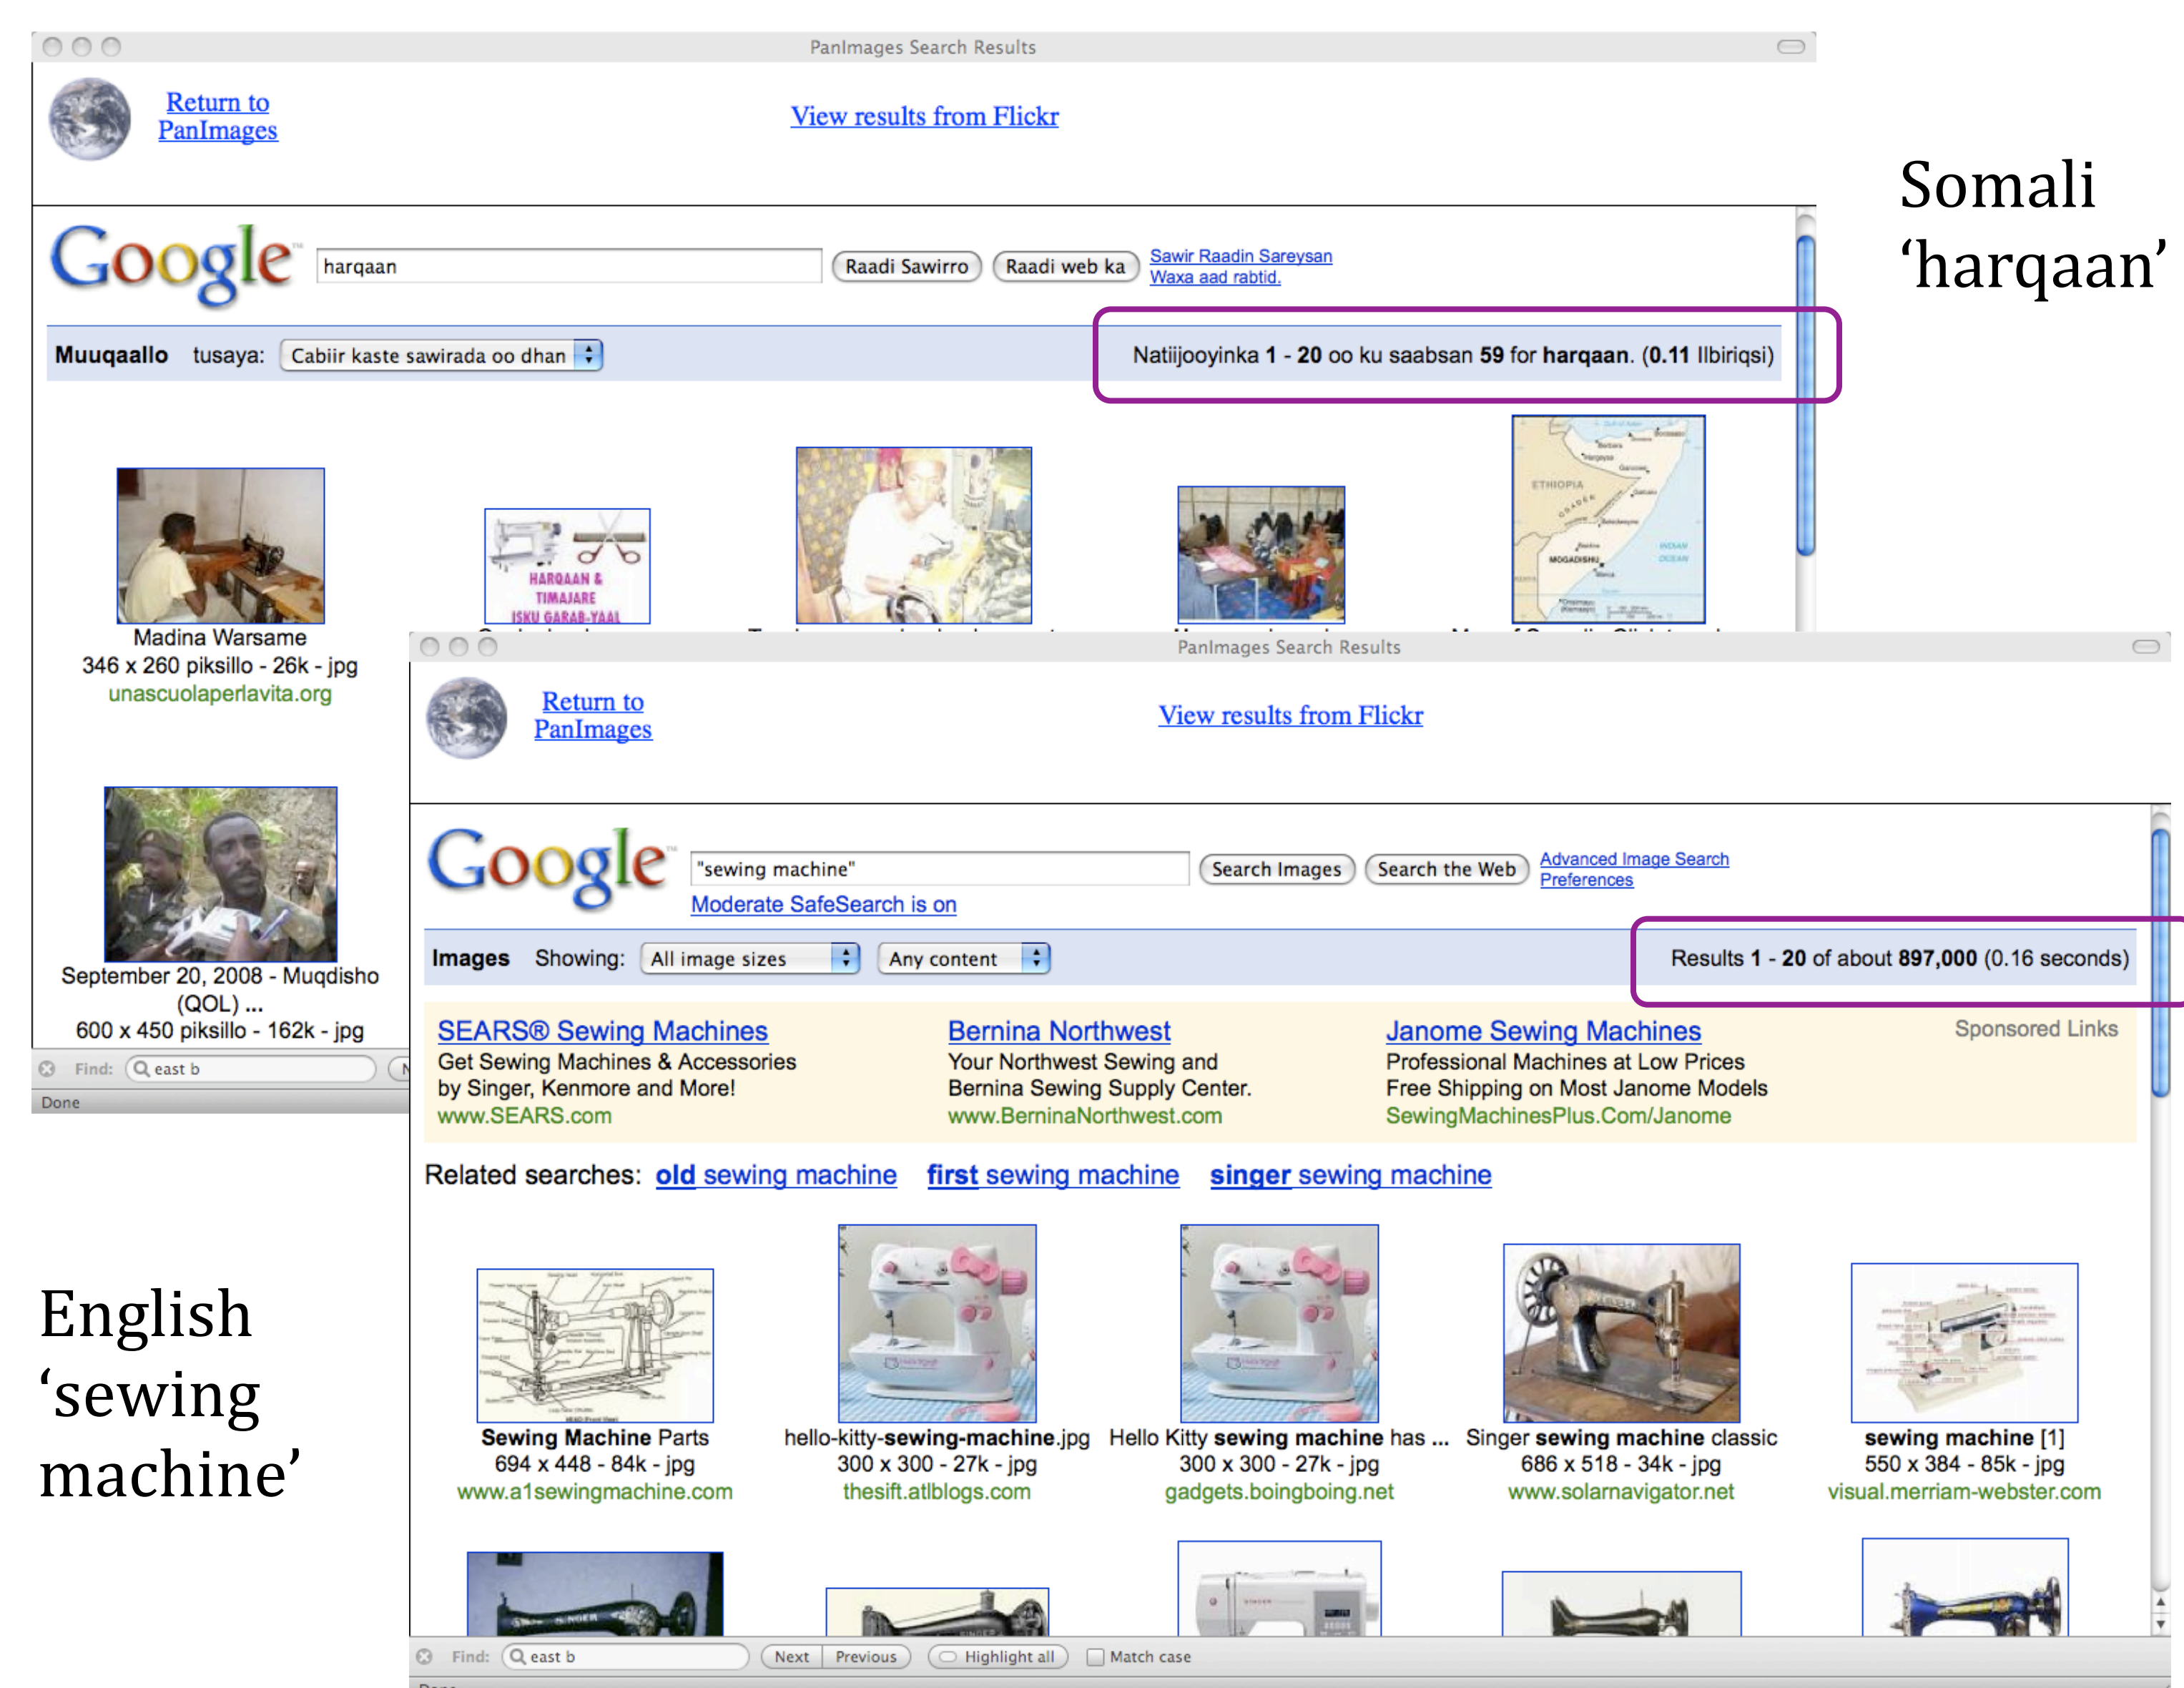 PanImages Search Results
Return to
PanImages
View results from Flickr
Somali
‘harqaan’
Google™
harqaan
Raadi Sawirro
Raadi web ka
Sawir Raadin Sareysan
Waxa aad rabtid.
Muuqaallo tusaya: Cabiir kaste sawirada oo dhan
Natiijooyinka 1 - 20 oo ku saabsan 59 for harqaan. (0.11 Ilbiriqsi)
HARQAAN &
TIMAJARE
ISKU GARAB-YAAL
ETHIOPIA
MOGADISHU
INDIAN
OCEAN
Madina Warsame
346 x 260 piksillo - 26k - jpg
unascuolaperlavita.org
September 20, 2008 - Muqdisho
(QOL) ...
600 x 450 piksillo - 162k - jpg
Find: east b
Done
PanImages Search Results
Return to
PanImages
View results from Flickr
Google™
"sewing machine"
Search Images
Search the Web
Advanced Image Search
Preferences
Moderate SafeSearch is on
Images Showing: All image sizes Any content
Results 1 - 20 of about 897,000 (0.16 seconds)
SEARS® Sewing Machines
Get Sewing Machines & Accessories
by Singer, Kenmore and More!
www.SEARS.com
Bernina Northwest
Your Northwest Sewing and
Bernina Sewing Supply Center.
www.BerninaNorthwest.com
Janome Sewing Machines
Professional Machines at Low Prices
Free Shipping on Most Janome Models
SewingMachinesPlus.Com/Janome
Sponsored Links
Related searches: old sewing machine first sewing machine singer sewing machine
Sewing Machine Parts
694 x 448 - 84k - jpg
www.a1sewingmachine.com
hello-kitty-sewing-machine.jpg
300 x 300 - 27k - jpg
thesift.atlblogs.com
Hello Kitty sewing machine has ...
300 x 300 - 27k - jpg
gadgets.boingboing.net
Singer sewing machine classic
686 x 518 - 34k - jpg
www.solarnavigator.net
sewing machine [1]
550 x 384 - 85k - jpg
visual.merriam-webster.com
SINGER
Find: east b
Next
Previous
Highlight all
Match case
English
‘sewing
machine’